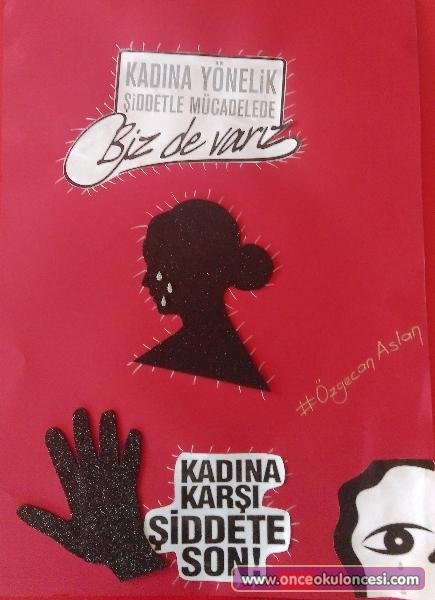 KADINA YÖNELİK
ŞİDDETLE MÜCADELEDE
Biz de varız
#ÖzgecanAslan
KADINA
KARŞI
ŞİDDETE
SON!
www.onceokuloncesi.com